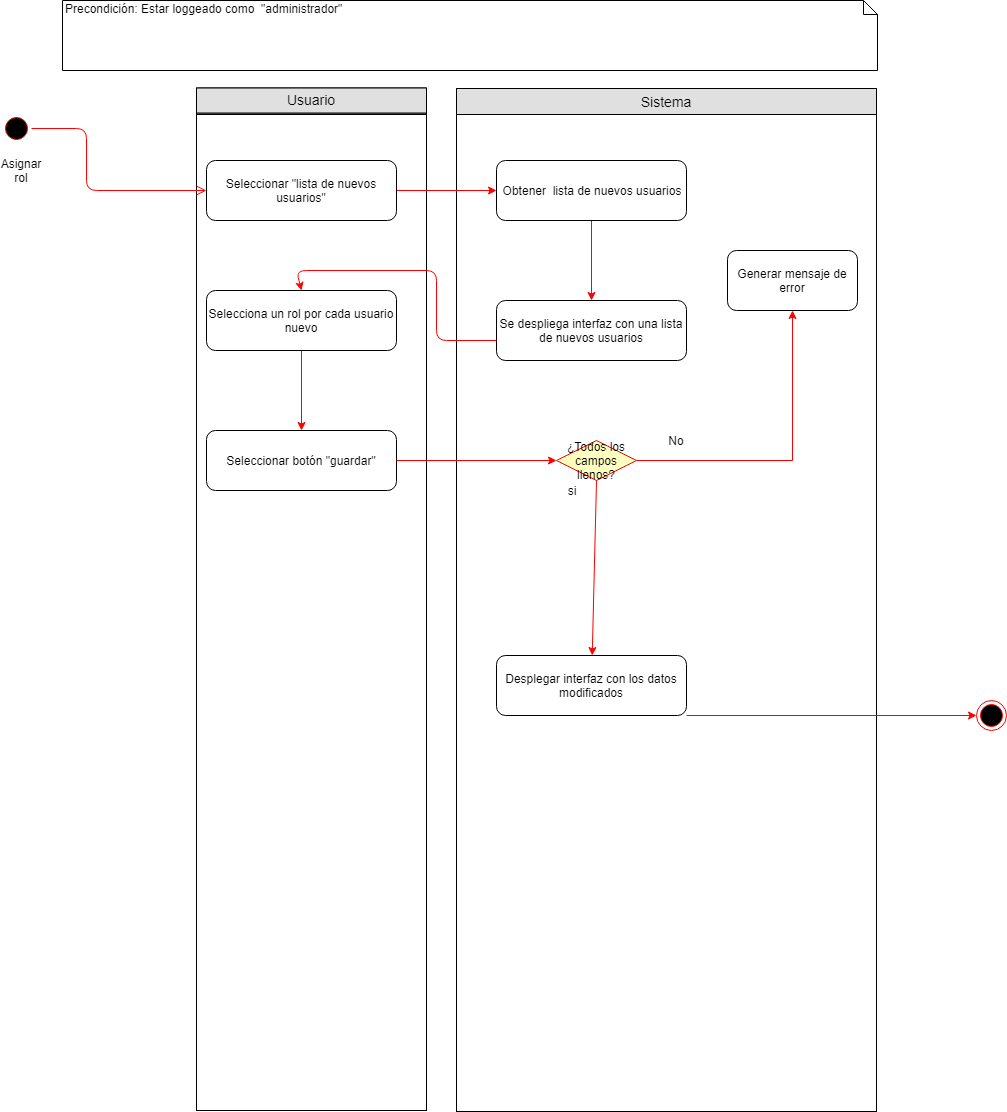 Precondición: Estar loggeado como  "administrador"
Usuario
Sistema
Asignar
rol
Seleccionar "lista de nuevos
usuarios"
Obtener  lista de nuevos usuarios
Generar mensaje de
error
Selecciona un rol por cada usuario
nuevo
Se despliega interfaz con una lista
de nuevos usuarios
Seleccionar botón "guardar"
¿Todos los
campos
llenos?
No
si
Desplegar interfaz con los datos
modificados